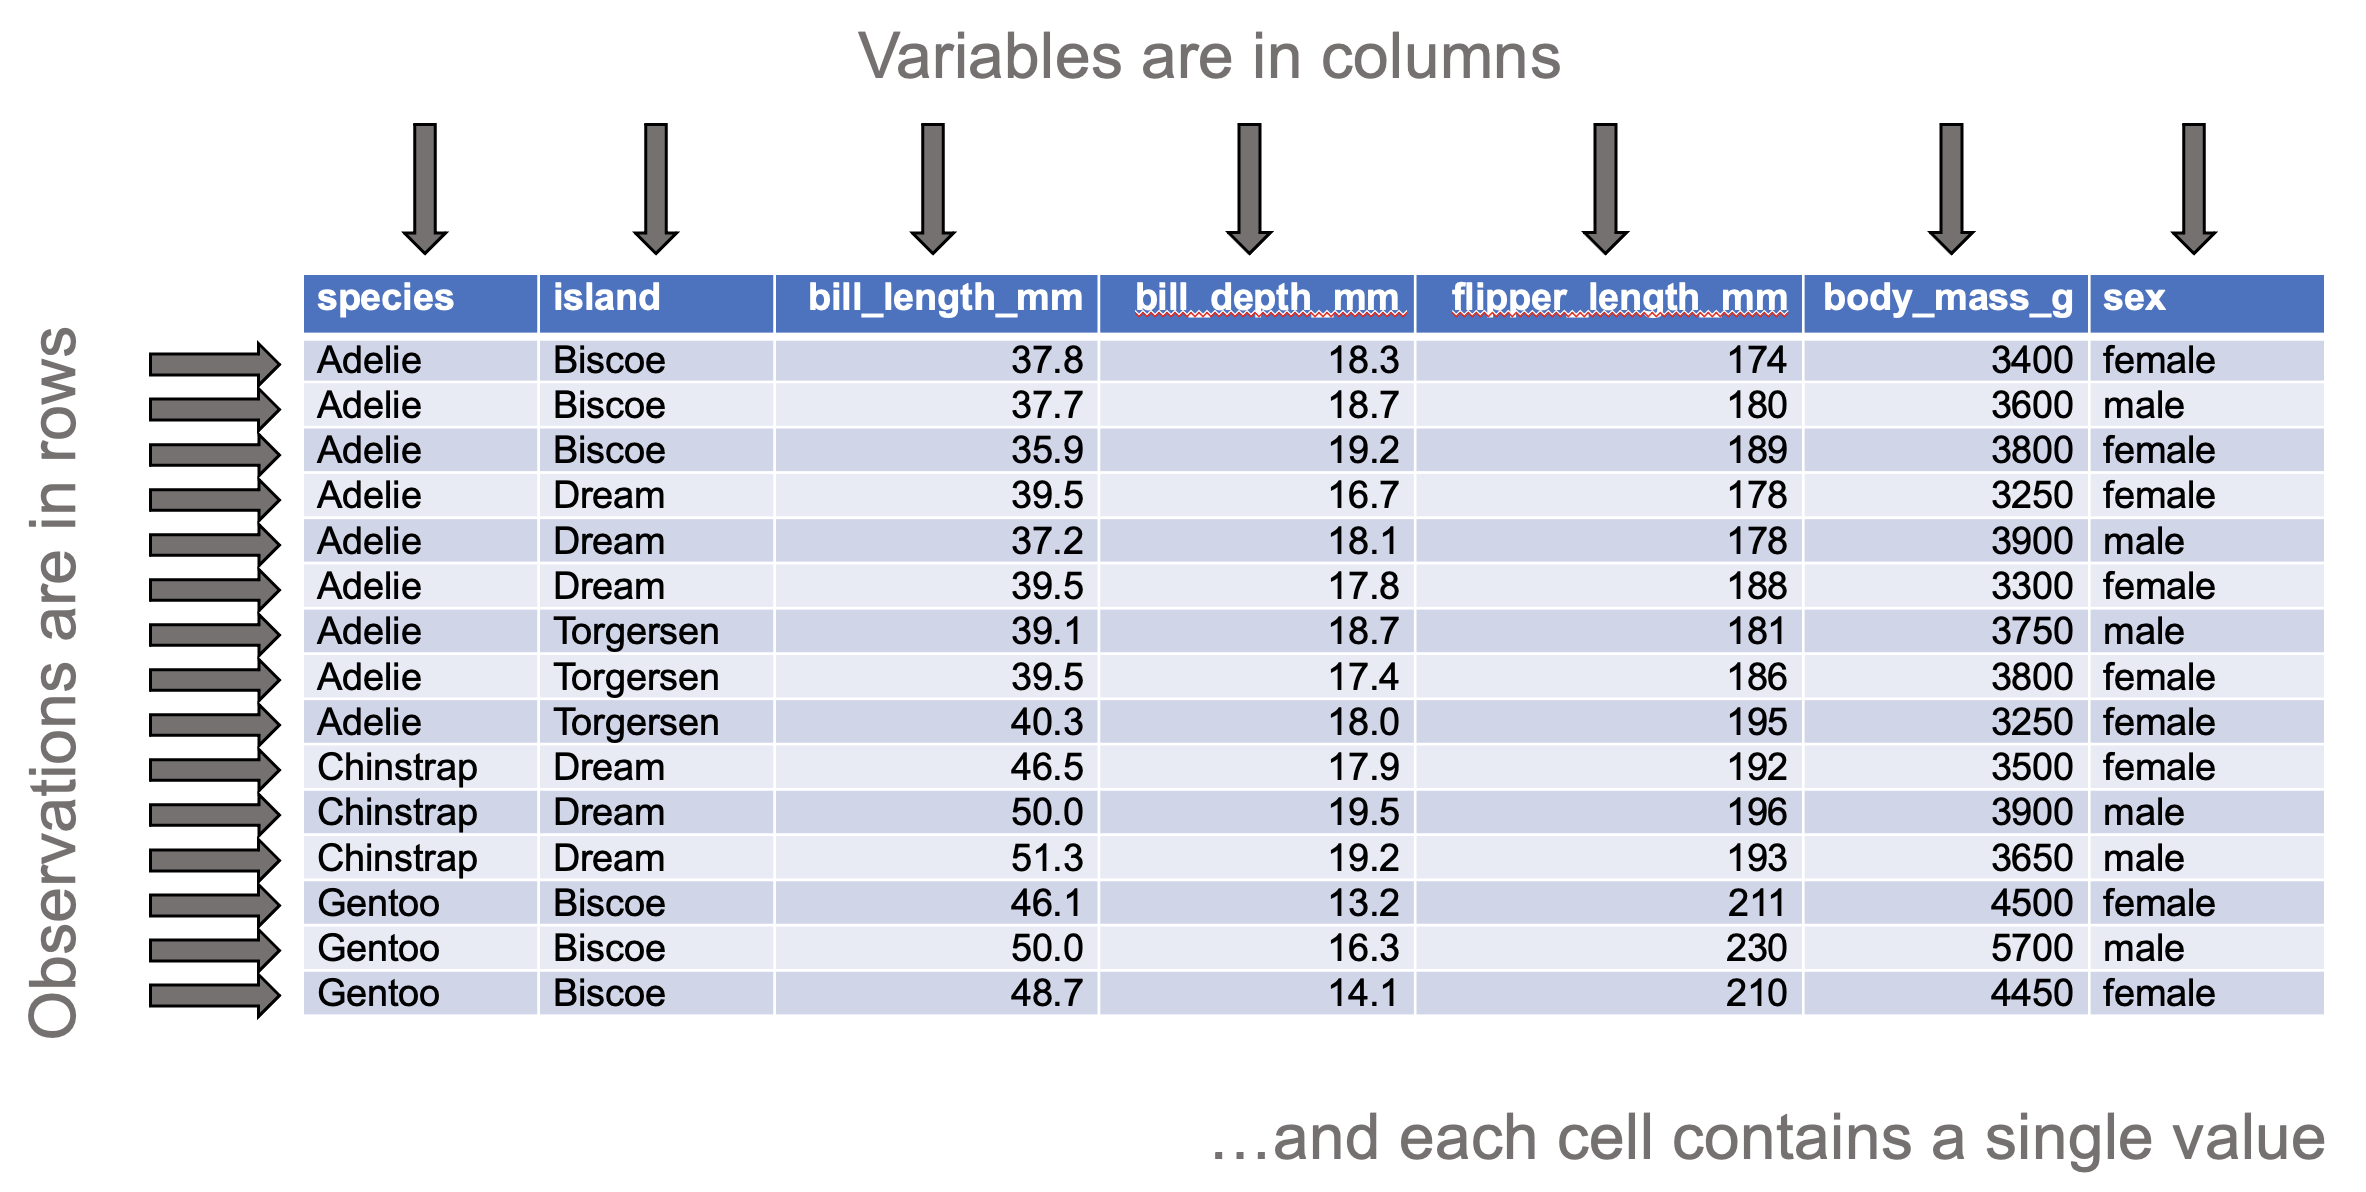 Variables are in columns
Observations are in rows
species island bill_length_mm bill_depth_mm flipper_length_mm body_mass_g sex
Adelie Biscoe 37.8 18.3 174 3400 female
Adelie Biscoe 37.7 18.7 180 3600 male
Adelie Biscoe 35.9 19.2 189 3800 female
Adelie Dream 39.5 16.7 178 3250 female
Adelie Dream 37.2 18.1 178 3900 male
Adelie Dream 39.5 17.8 188 3300 female
Adelie Torgersen 39.1 18.7 181 3750 male
Adelie Torgersen 39.5 17.4 186 3800 female
Adelie Torgersen 40.3 18.0 195 3250 female
Chinstrap Dream 46.5 17.9 192 3500 female
Chinstrap Dream 50.0 19.5 196 3900 male
Chinstrap Dream 51.3 19.2 193 3650 male
Gentoo Biscoe 46.1 13.2 211 4500 female
Gentoo Biscoe 50.0 16.3 230 5700 male
Gentoo Biscoe 48.7 14.1 210 4450 female
…and each cell contains a single value